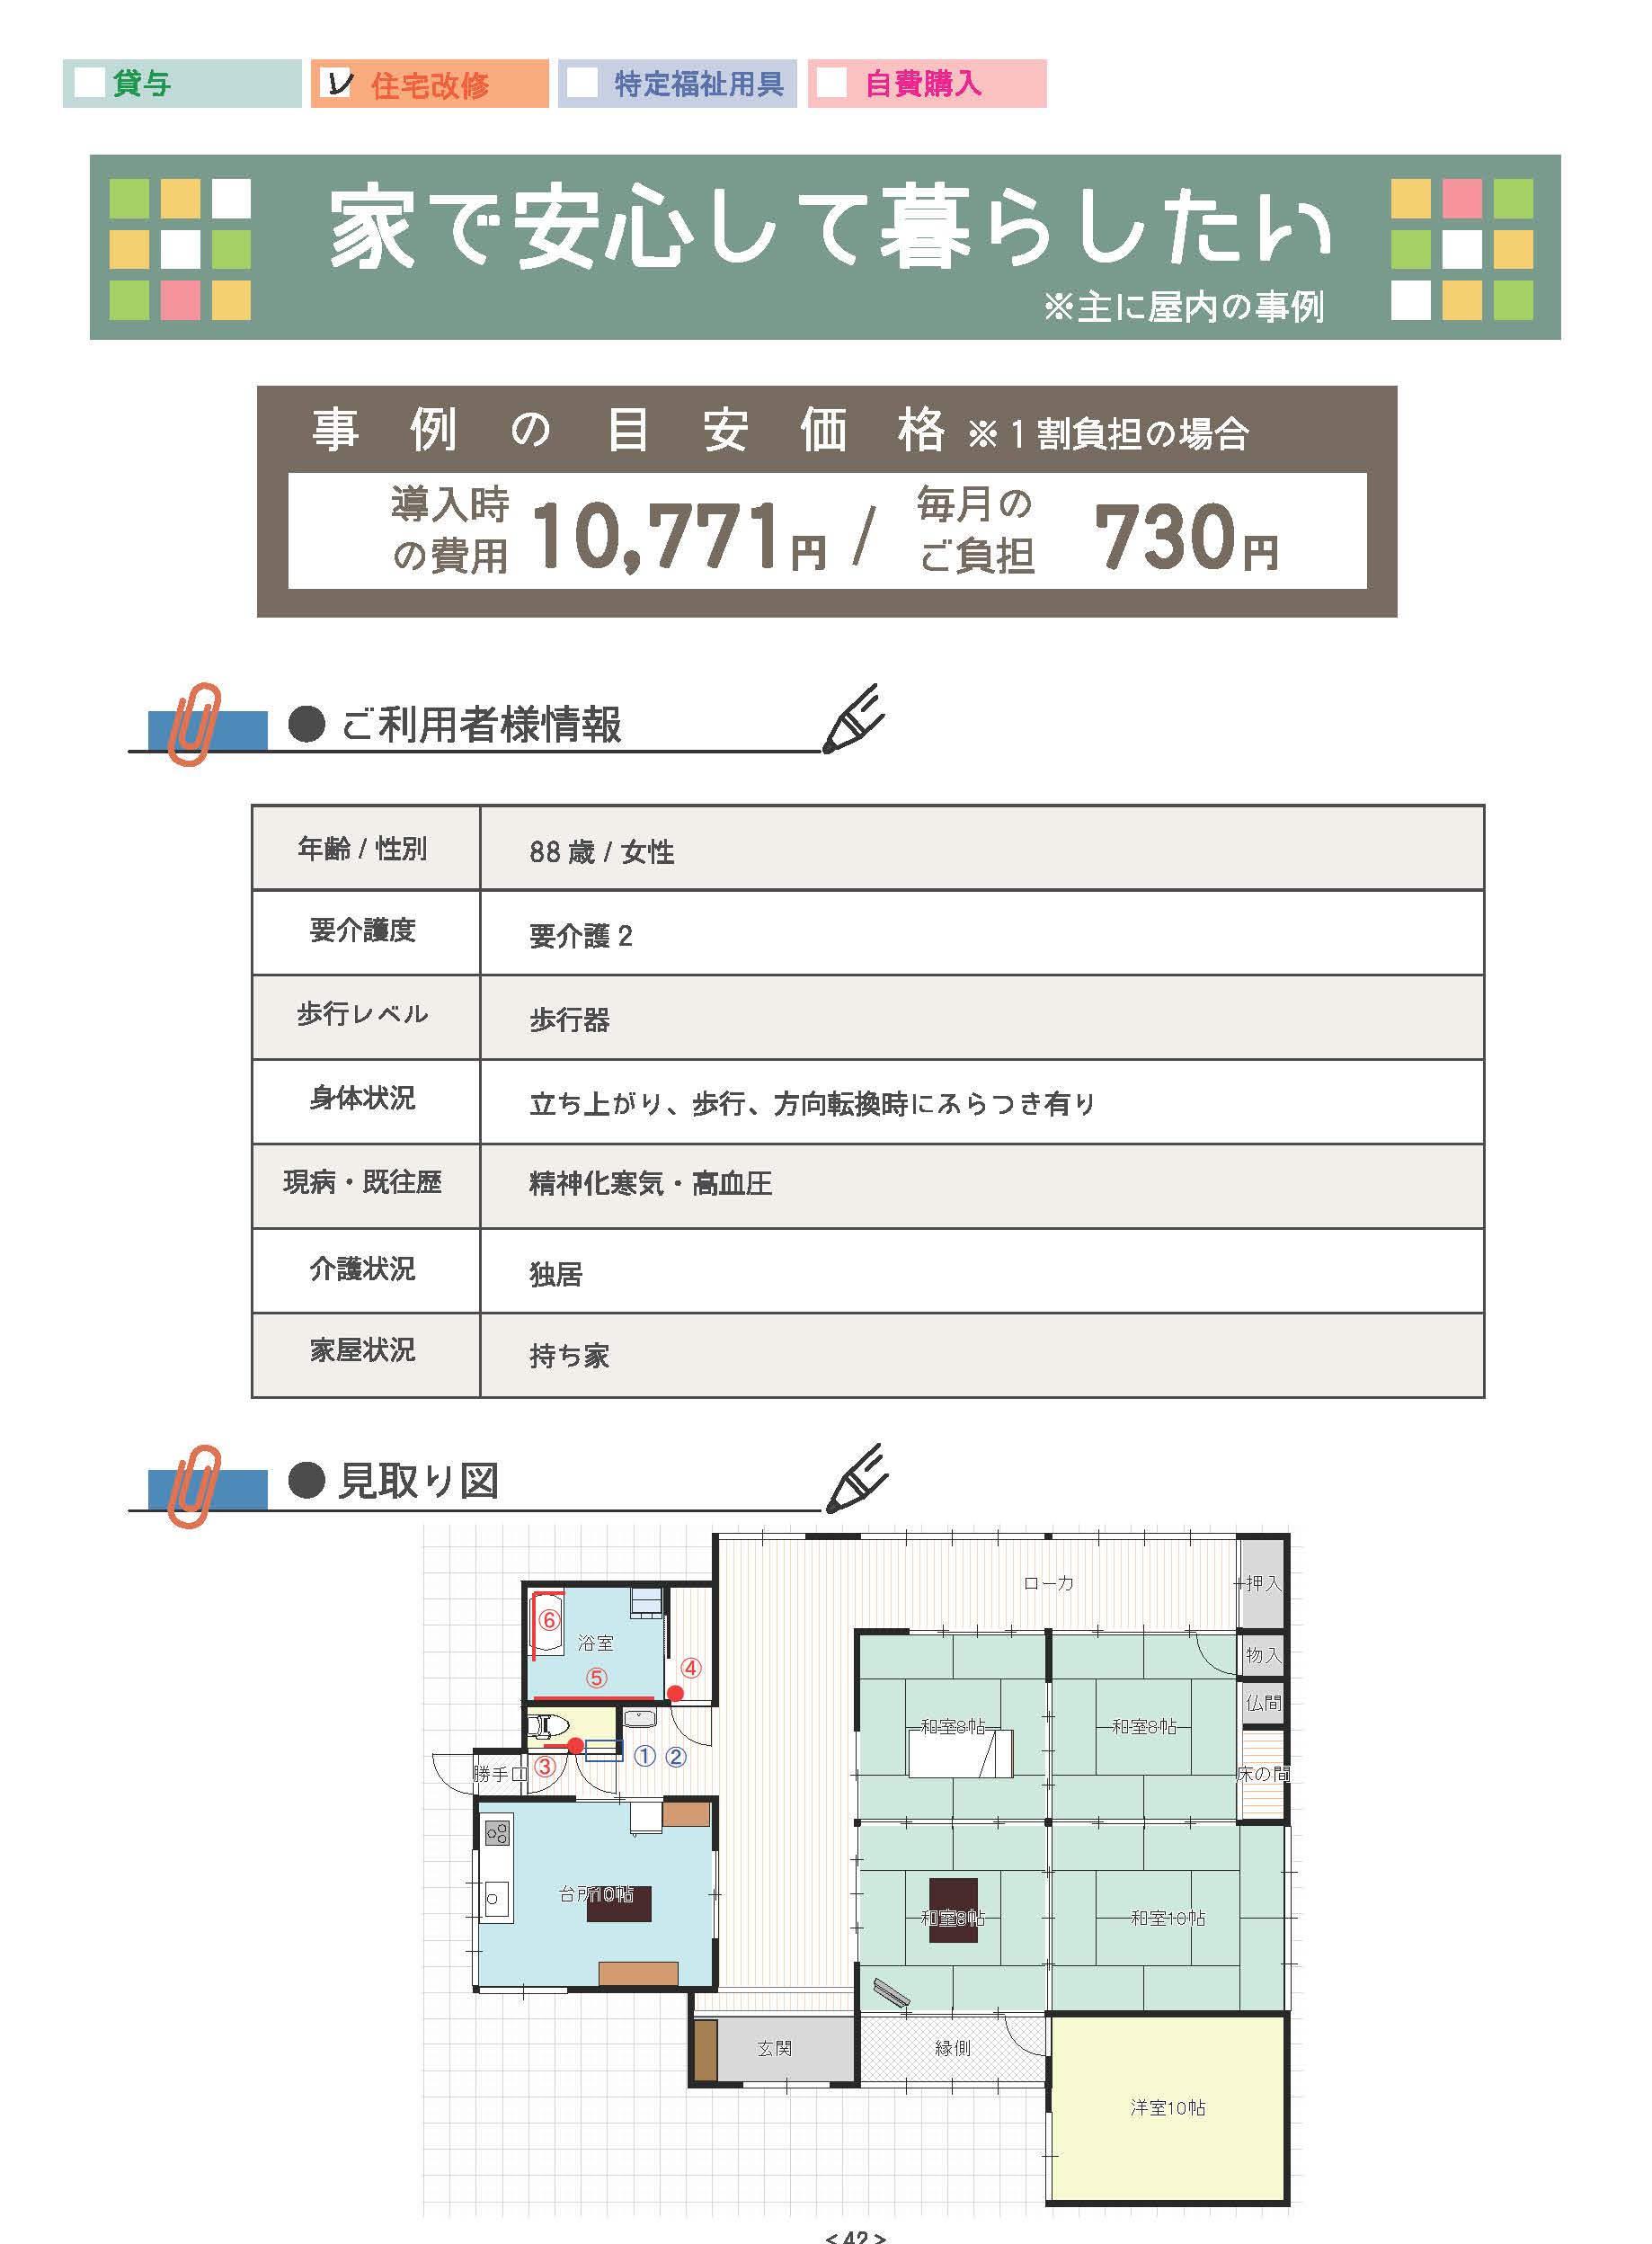 貸与 住宅改修 特定福祉用具 自費購入
家で安心して暮らしたい
※主に屋内の事例
事例の目安価格 ※1割負担の場合
導入時の費用 10,771円 / 毎月のご負担 730円
●ご利用者様情報
年齢 / 性別 88 歳 / 女性
要介護度 要介護 2
歩行レベル 歩行器
身体状況 立ち上がり、歩行、方向転換時にふらつき有り
現病・既往歴 精神化寒気・高血圧
介護状況 独居
家屋状況 持ち家
●見取り図
ローカ 押入
⑥
浴室
物入
④
⑤
仏間
和室8帖 和室8帖
① ②
③
勝手口
床の間
台所10帖
和室8帖 和室10帖
玄関 縁側
洋室10帖
<42>